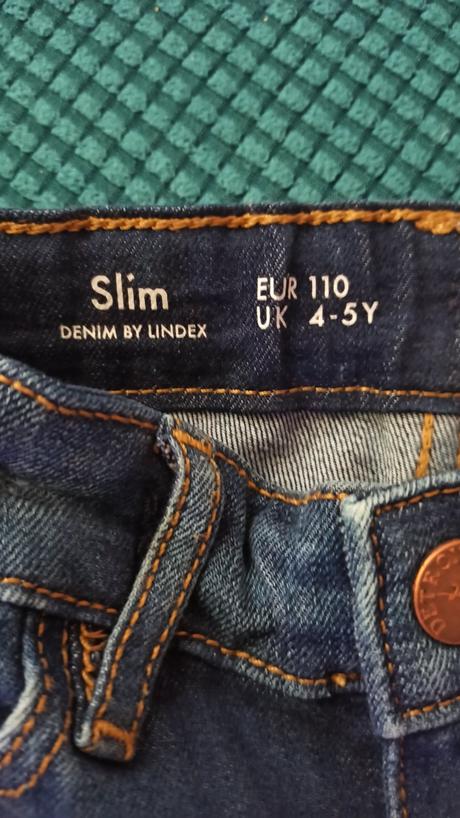 Slim
DENIM BY LINDEX
EUR 110
UK 4-5Y